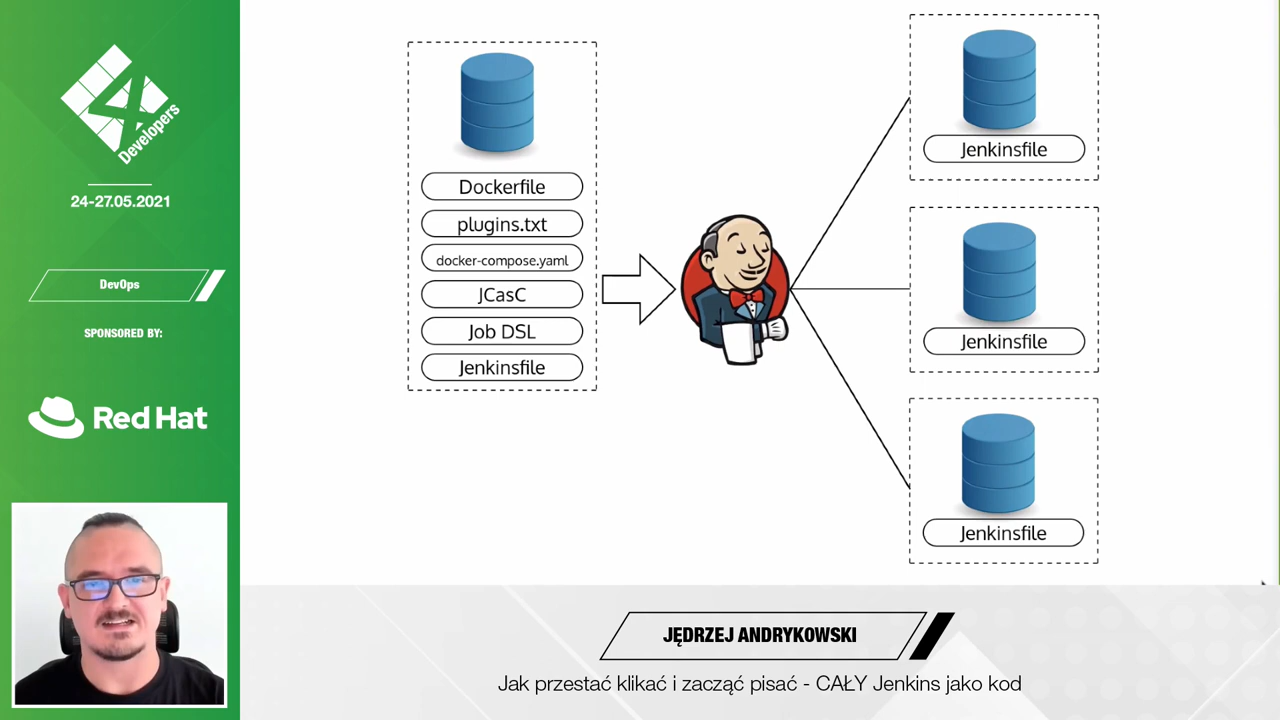 4
Developers
24-27.05.2021
DevOps
SPONSORED BY:
Red Hat
Dockerfile
plugins.txt
docker-compose.yaml
JCasC
Job DSL
Jenkinsfile
Jenkinsfile
Jenkinsfile
Jenkinsfile
JĘDRZEJ ANDRYKOWSKI
Jak przestać klikać i zacząć pisać - CAŁY Jenkins jako kod